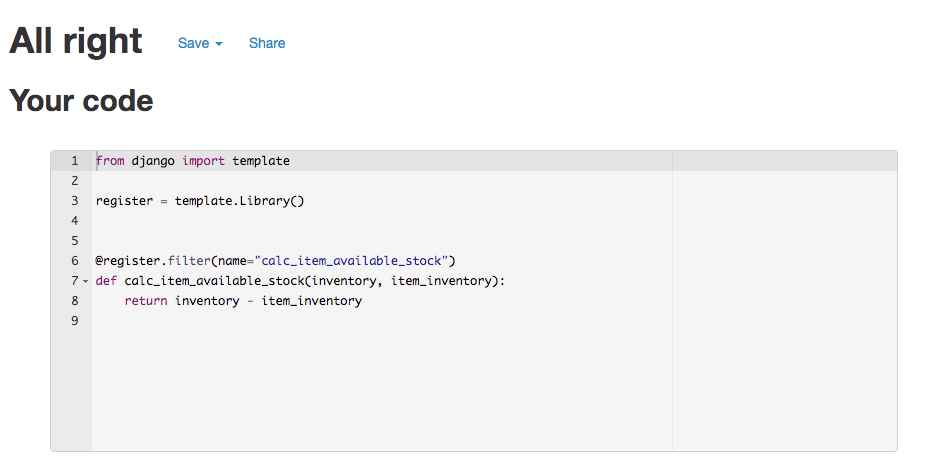 All right Save Share
Your code
1 from django import template
2
3 register = template.Library()
4
5
6 @register.filter(name="calc_item_available_stock")
7 def calc_item_available_stock(inventory, item_inventory):
8     return inventory - item_inventory
9